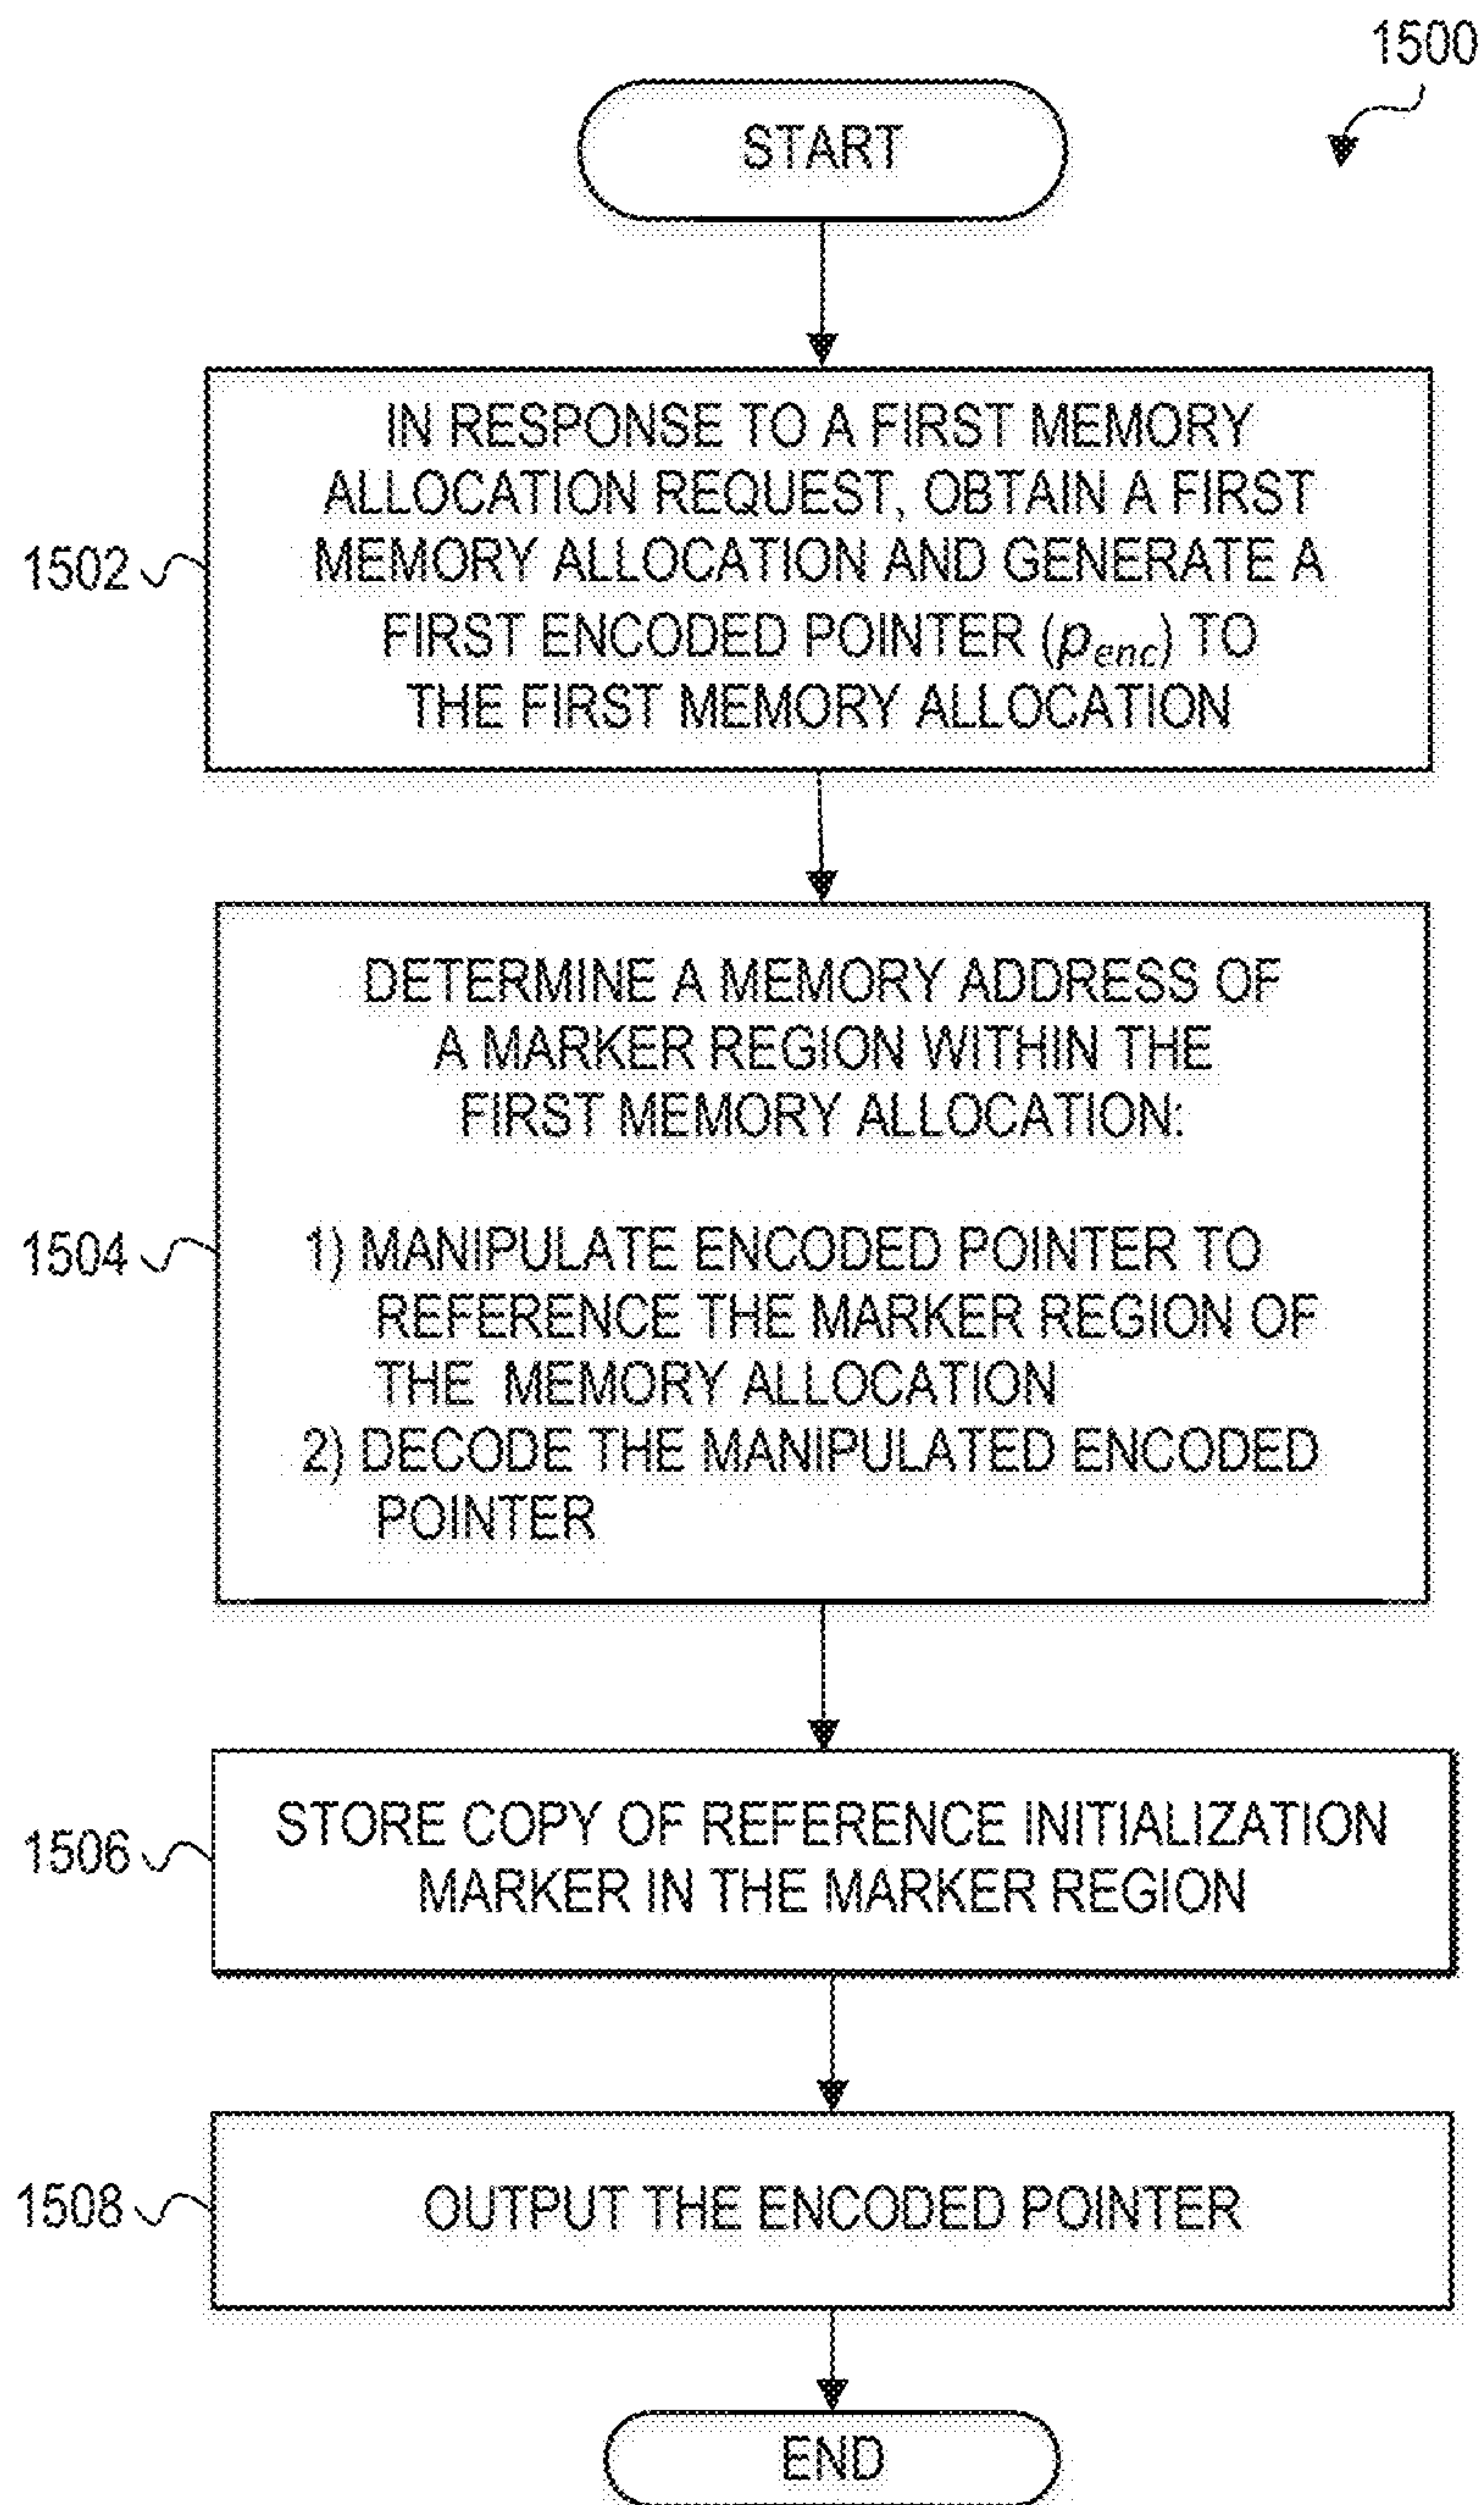 1500
START
IN RESPONSE TO A FIRST MEMORY
ALLOCATION REQUEST, OBTAIN A FIRST
MEMORY ALLOCATION AND GENERATE A
FIRST ENCODED POINTER (penc) TO
THE FIRST MEMORY ALLOCATION
1502
DETERMINE A MEMORY ADDRESS OF
A MARKER REGION WITHIN THE
FIRST MEMORY ALLOCATION:
1) MANIPULATE ENCODED POINTER TO
REFERENCE THE MARKER REGION OF
THE MEMORY ALLOCATION
2) DECODE THE MANIPULATED ENCODED
POINTER
1504
STORE COPY OF REFERENCE INITIALIZATION
MARKER IN THE MARKER REGION
1506
OUTPUT THE ENCODED POINTER
1508
END